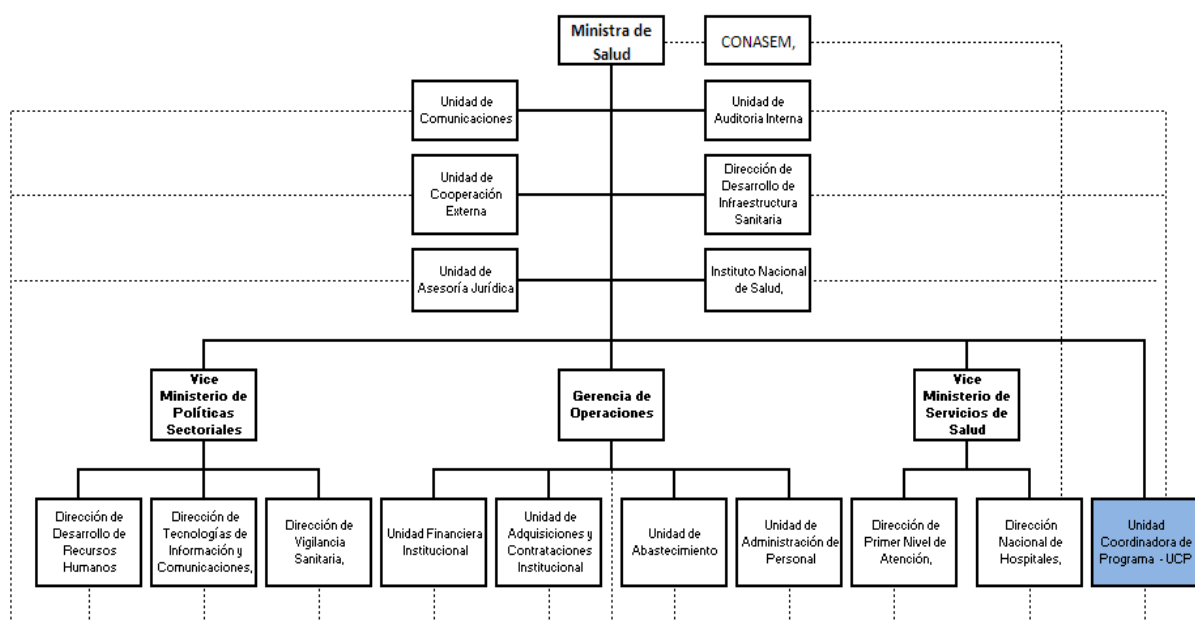 Ministra de
Salud
CONASEM,
Unidad de
Comunicaciones
Unidad de
Auditoria Interna
Unidad de
Cooperación
Externa
Dirección de
Desarrollo de
Infraestructura
Sanitaria
Unidad de
Asesoría Jurídica
Instituto Nacional
de Salud,
Vice
Ministerio de
Políticas
Sectoriales
Gerencia de
Operaciones
Vice
Ministerio de
Servicios de
Salud
Dirección de
Desarrollo de
Recursos
Humanos
Dirección de
Tecnologías de
Información y
Comunicaciones,
Dirección de
Vigilancia
Sanitaria,
Unidad Financiera
Institucional
Unidad de
Adquisiciones y
Contrataciones
Institucional
Unidad de
Abastecimiento
Unidad de
Administración de
Personal
Dirección de
Primer Nivel de
Atención,
Dirección
Nacional de
Hospitales,
Unidad
Coordinadora de
Programa - UCP